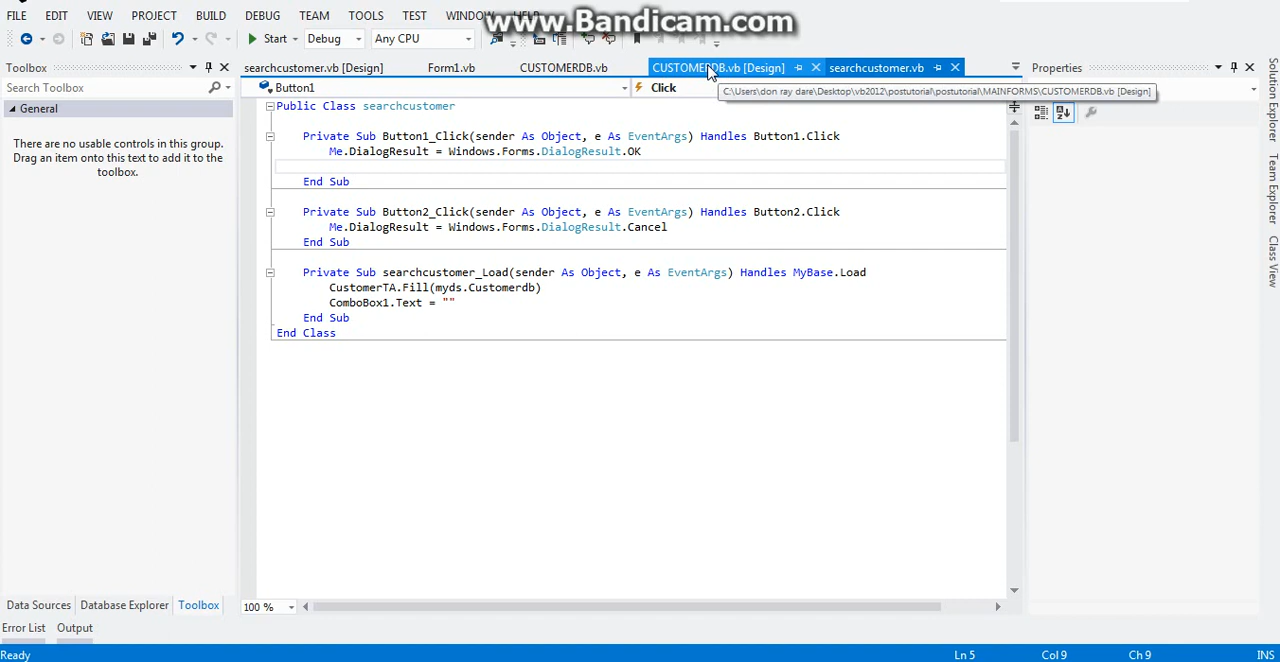 FILE EDIT VIEW PROJECT BUILD DEBUG TEAM TOOLS TEST WINDOW
www.Bandicam.com
Start Debug Any CPU
Toolbox
searchcustomer.vb [Design] Form1.vb CUSTOMERDB.vb CUSTOMERDB.vb [Design] searchcustomer.vb
Properties
Search Toolbox
Button1 Click
C:\Users\don ray dare\Desktop\vb2012\postutorial\postutorial\MAINFORMS\CUSTOMERDB.vb [Design]
General
There are no usable controls in this group.
Drag an item onto this text to add it to the
toolbox.
Public Class searchcustomer
Private Sub Button1_Click(sender As Object, e As EventArgs) Handles Button1.Click
Me.DialogResult = Windows.Forms.DialogResult.OK
End Sub
Private Sub Button2_Click(sender As Object, e As EventArgs) Handles Button2.Click
Me.DialogResult = Windows.Forms.DialogResult.Cancel
End Sub
Private Sub searchcustomer_Load(sender As Object, e As EventArgs) Handles MyBase.Load
CustomerTA.Fill(myds.Customerdb)
ComboBox1.Text = ""
End Sub
End Class
Solution Explorer
Team Explorer
Class View
100 %
Data Sources Database Explorer Toolbox
Error List Output
Ready Ln 5 Col 9 Ch 9 INS